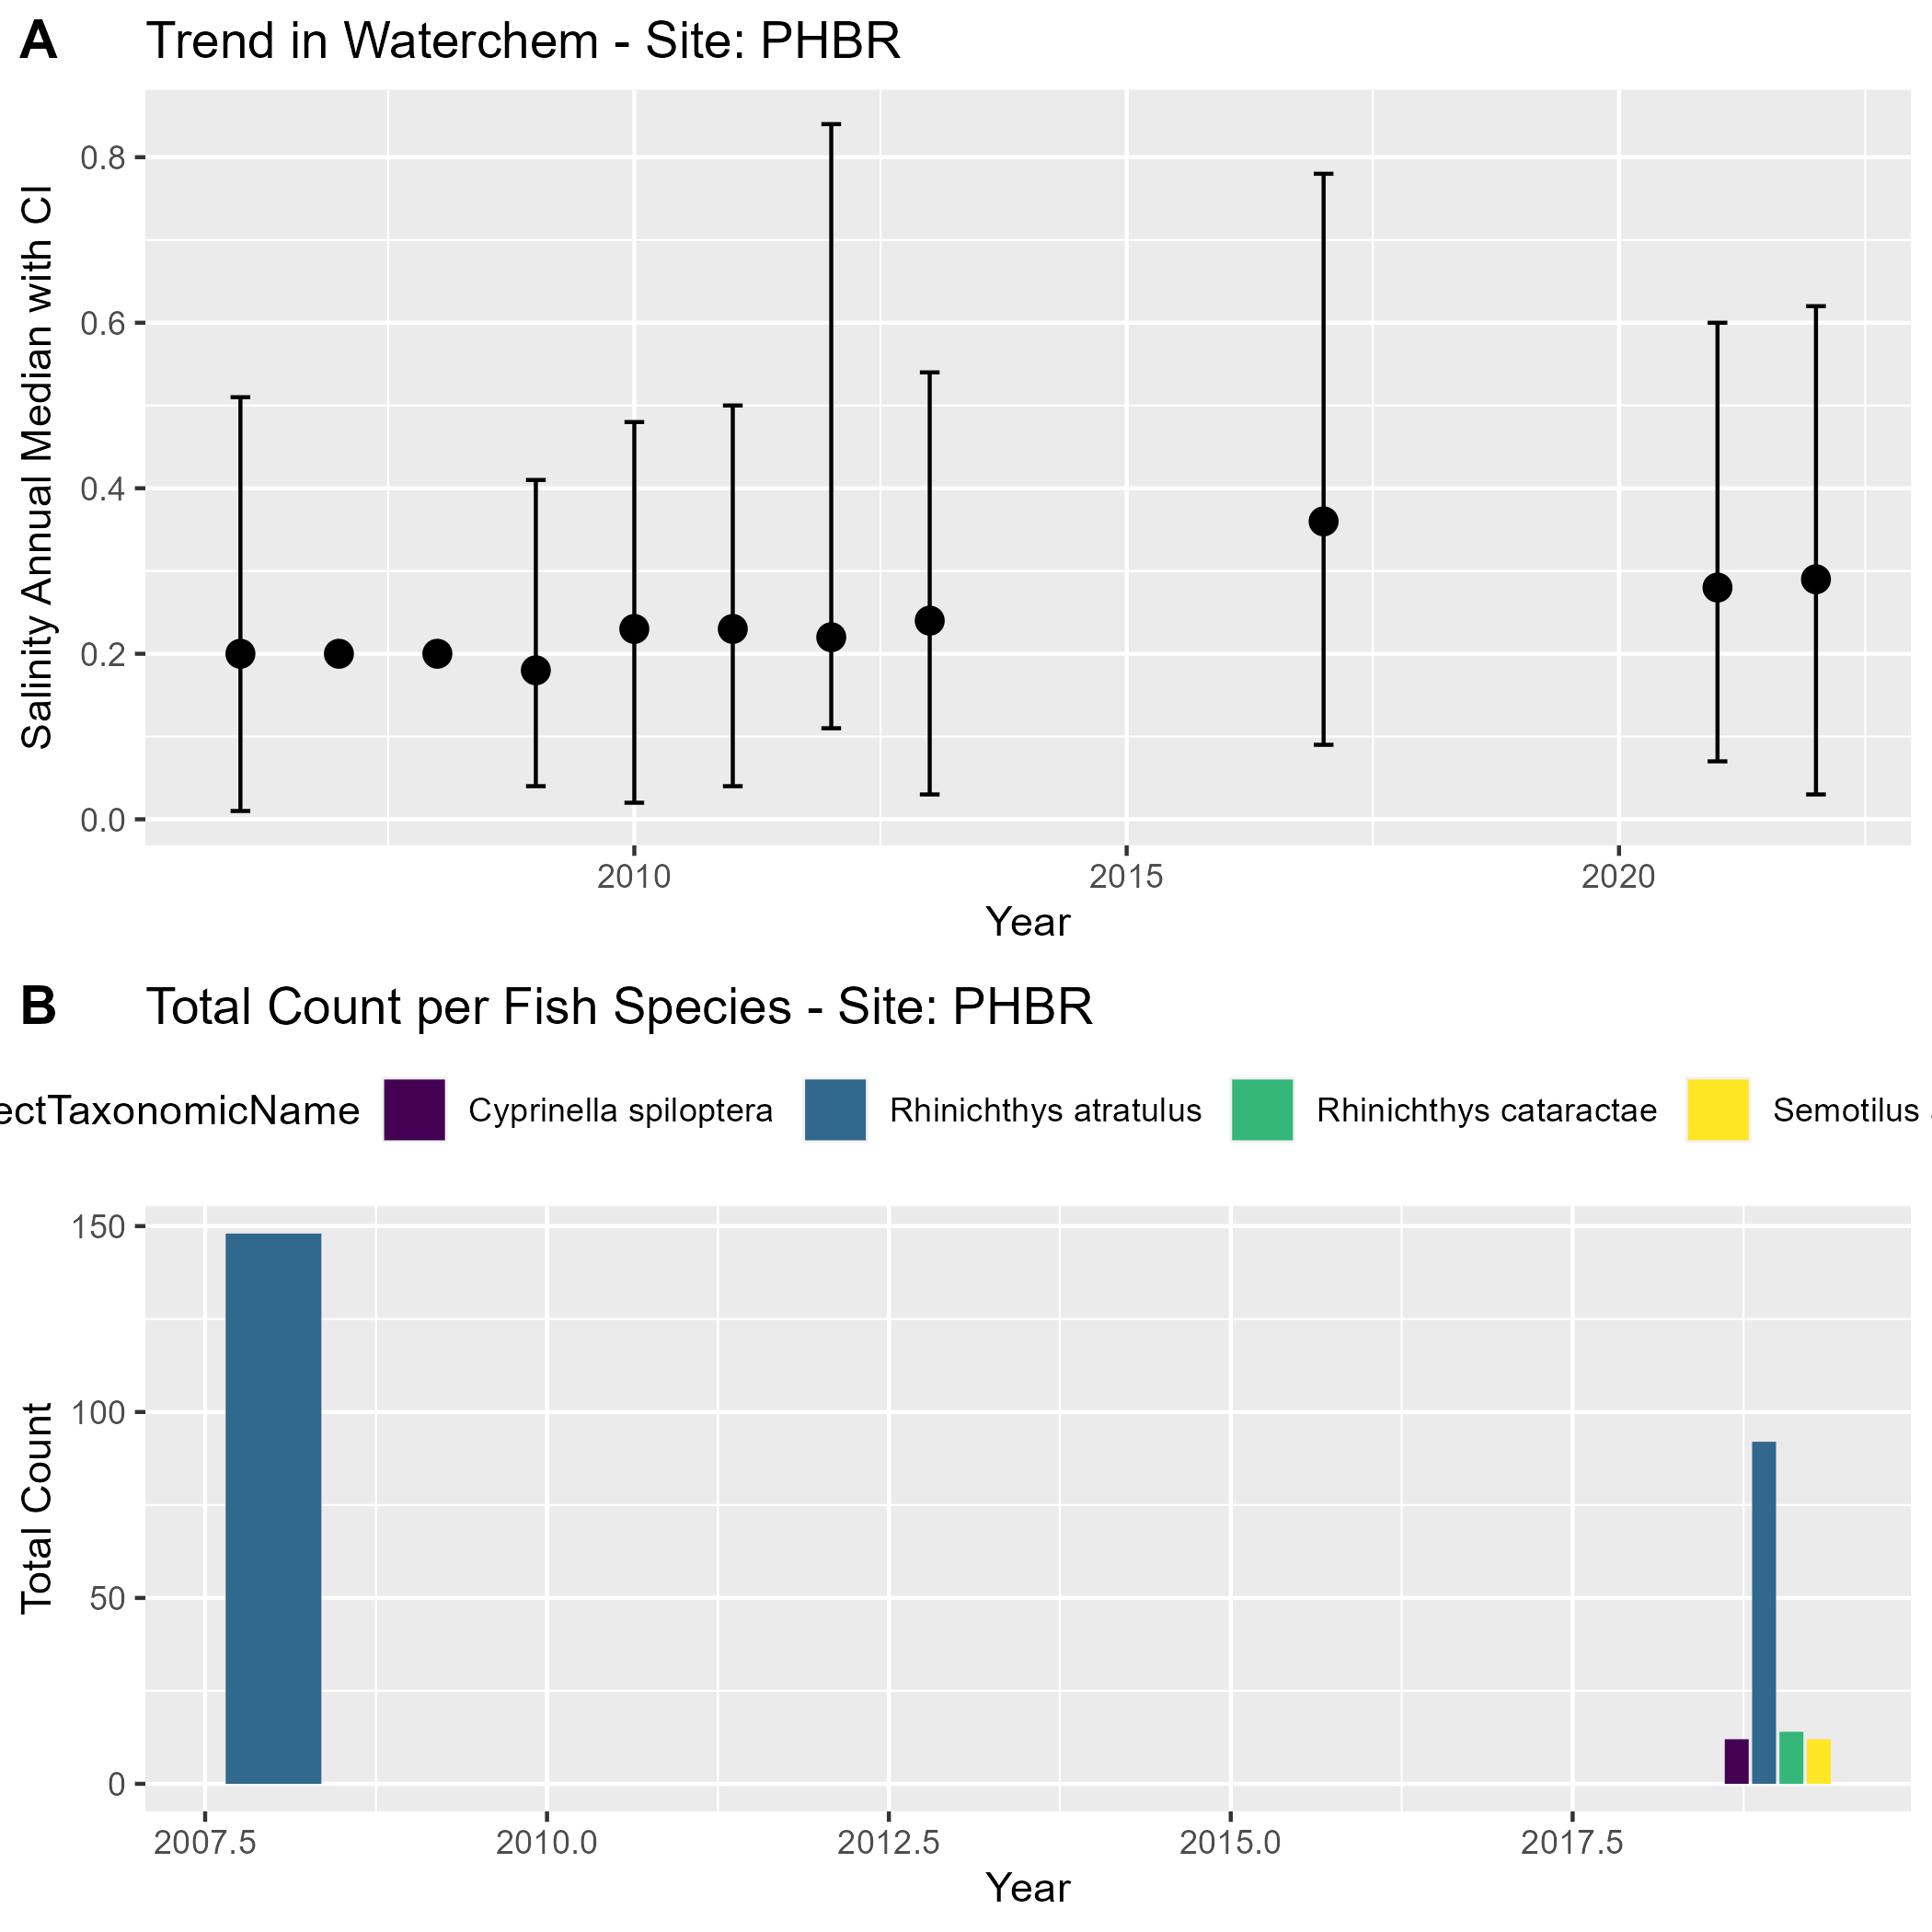 A Trend in Waterchem - Site: PHBR
Salinity Annual Median with CI
0.8
0.6
0.4
0.2
0.0
2010 2015 2020
Year
B Total Count per Fish Species - Site: PHBR
ectTaxonomicName Cyprinella spiloptera Rhinichthys atratulus Rhinichthys cataractae Semotilus
Total Count
150
100
50
0
2007.5 2010.0 2012.5 2015.0 2017.5
Year